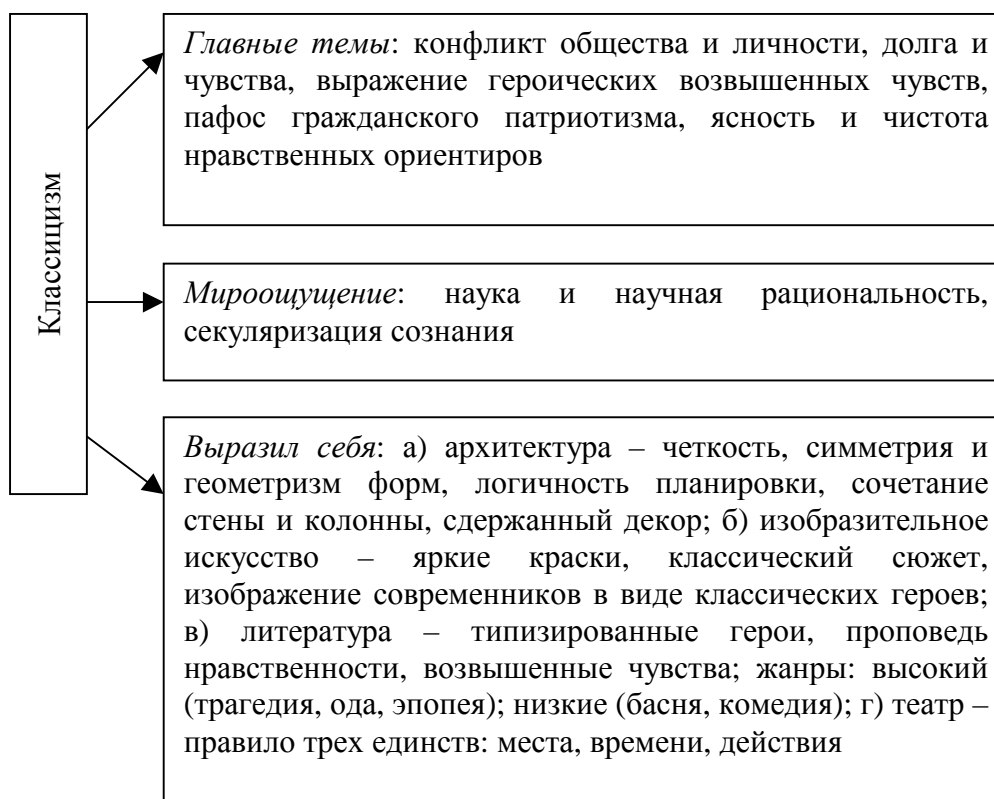 Классицизм
Главные темы: конфликт общества и личности, долга и
чувства, выражение героических возвышенных чувств,
пафос гражданского патриотизма, ясность и чистота
нравственных ориентиров
Мироощущение: наука и научная рациональность,
секуляризация сознания
Выразил себя: а) архитектура – четкость, симметрия и
геометризм форм, логичность планировки, сочетание
стены и колонны, сдержанный декор; б) изобразительное
искусство – яркие краски, классический сюжет,
изображение современников в виде классических героев;
в) литература – типизированные герои, проповедь
нравственности, возвышенные чувства; жанры: высокий
(трагедия, ода, эпопея); низкие (басня, комедия); г) театр –
правило трех единств: места, времени, действия